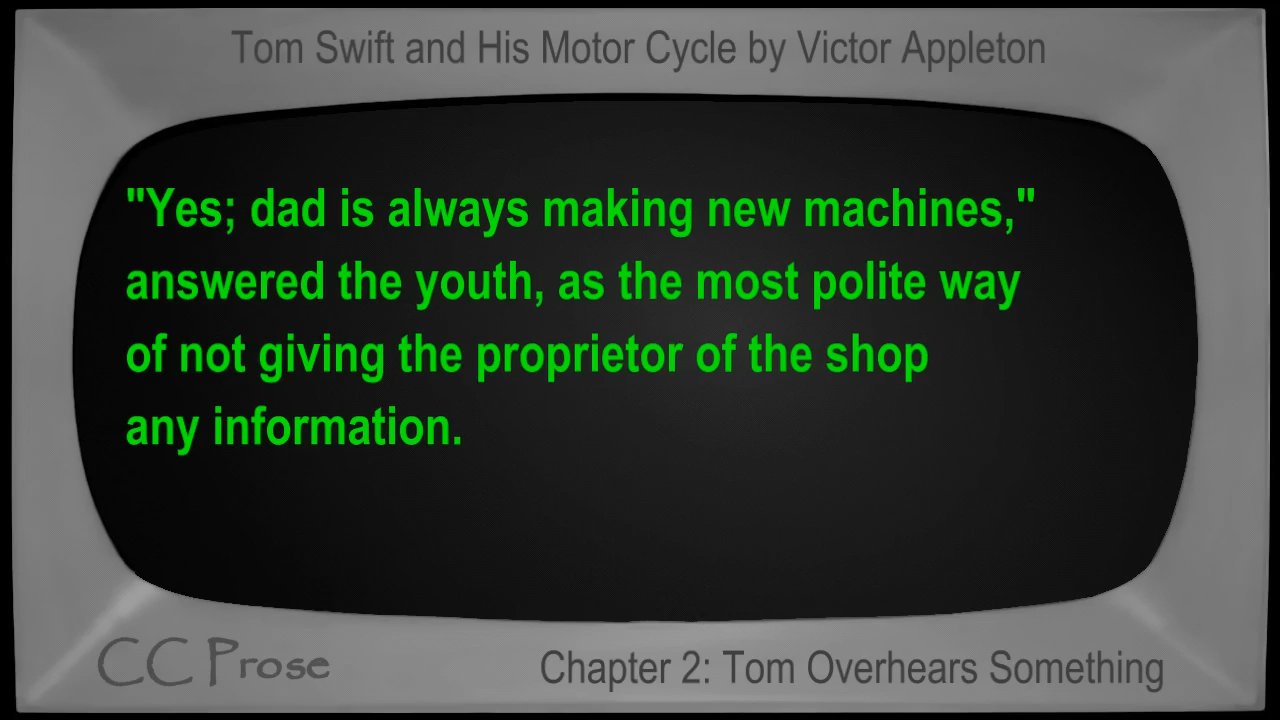 Tom Swift and His Motor Cycle by Victor Appleton
"Yes; dad is always making new machines,"
answered the youth, as the most polite way
of not giving the proprietor of the shop
any information.
CC Prose
Chapter 2: Tom Overhears Something